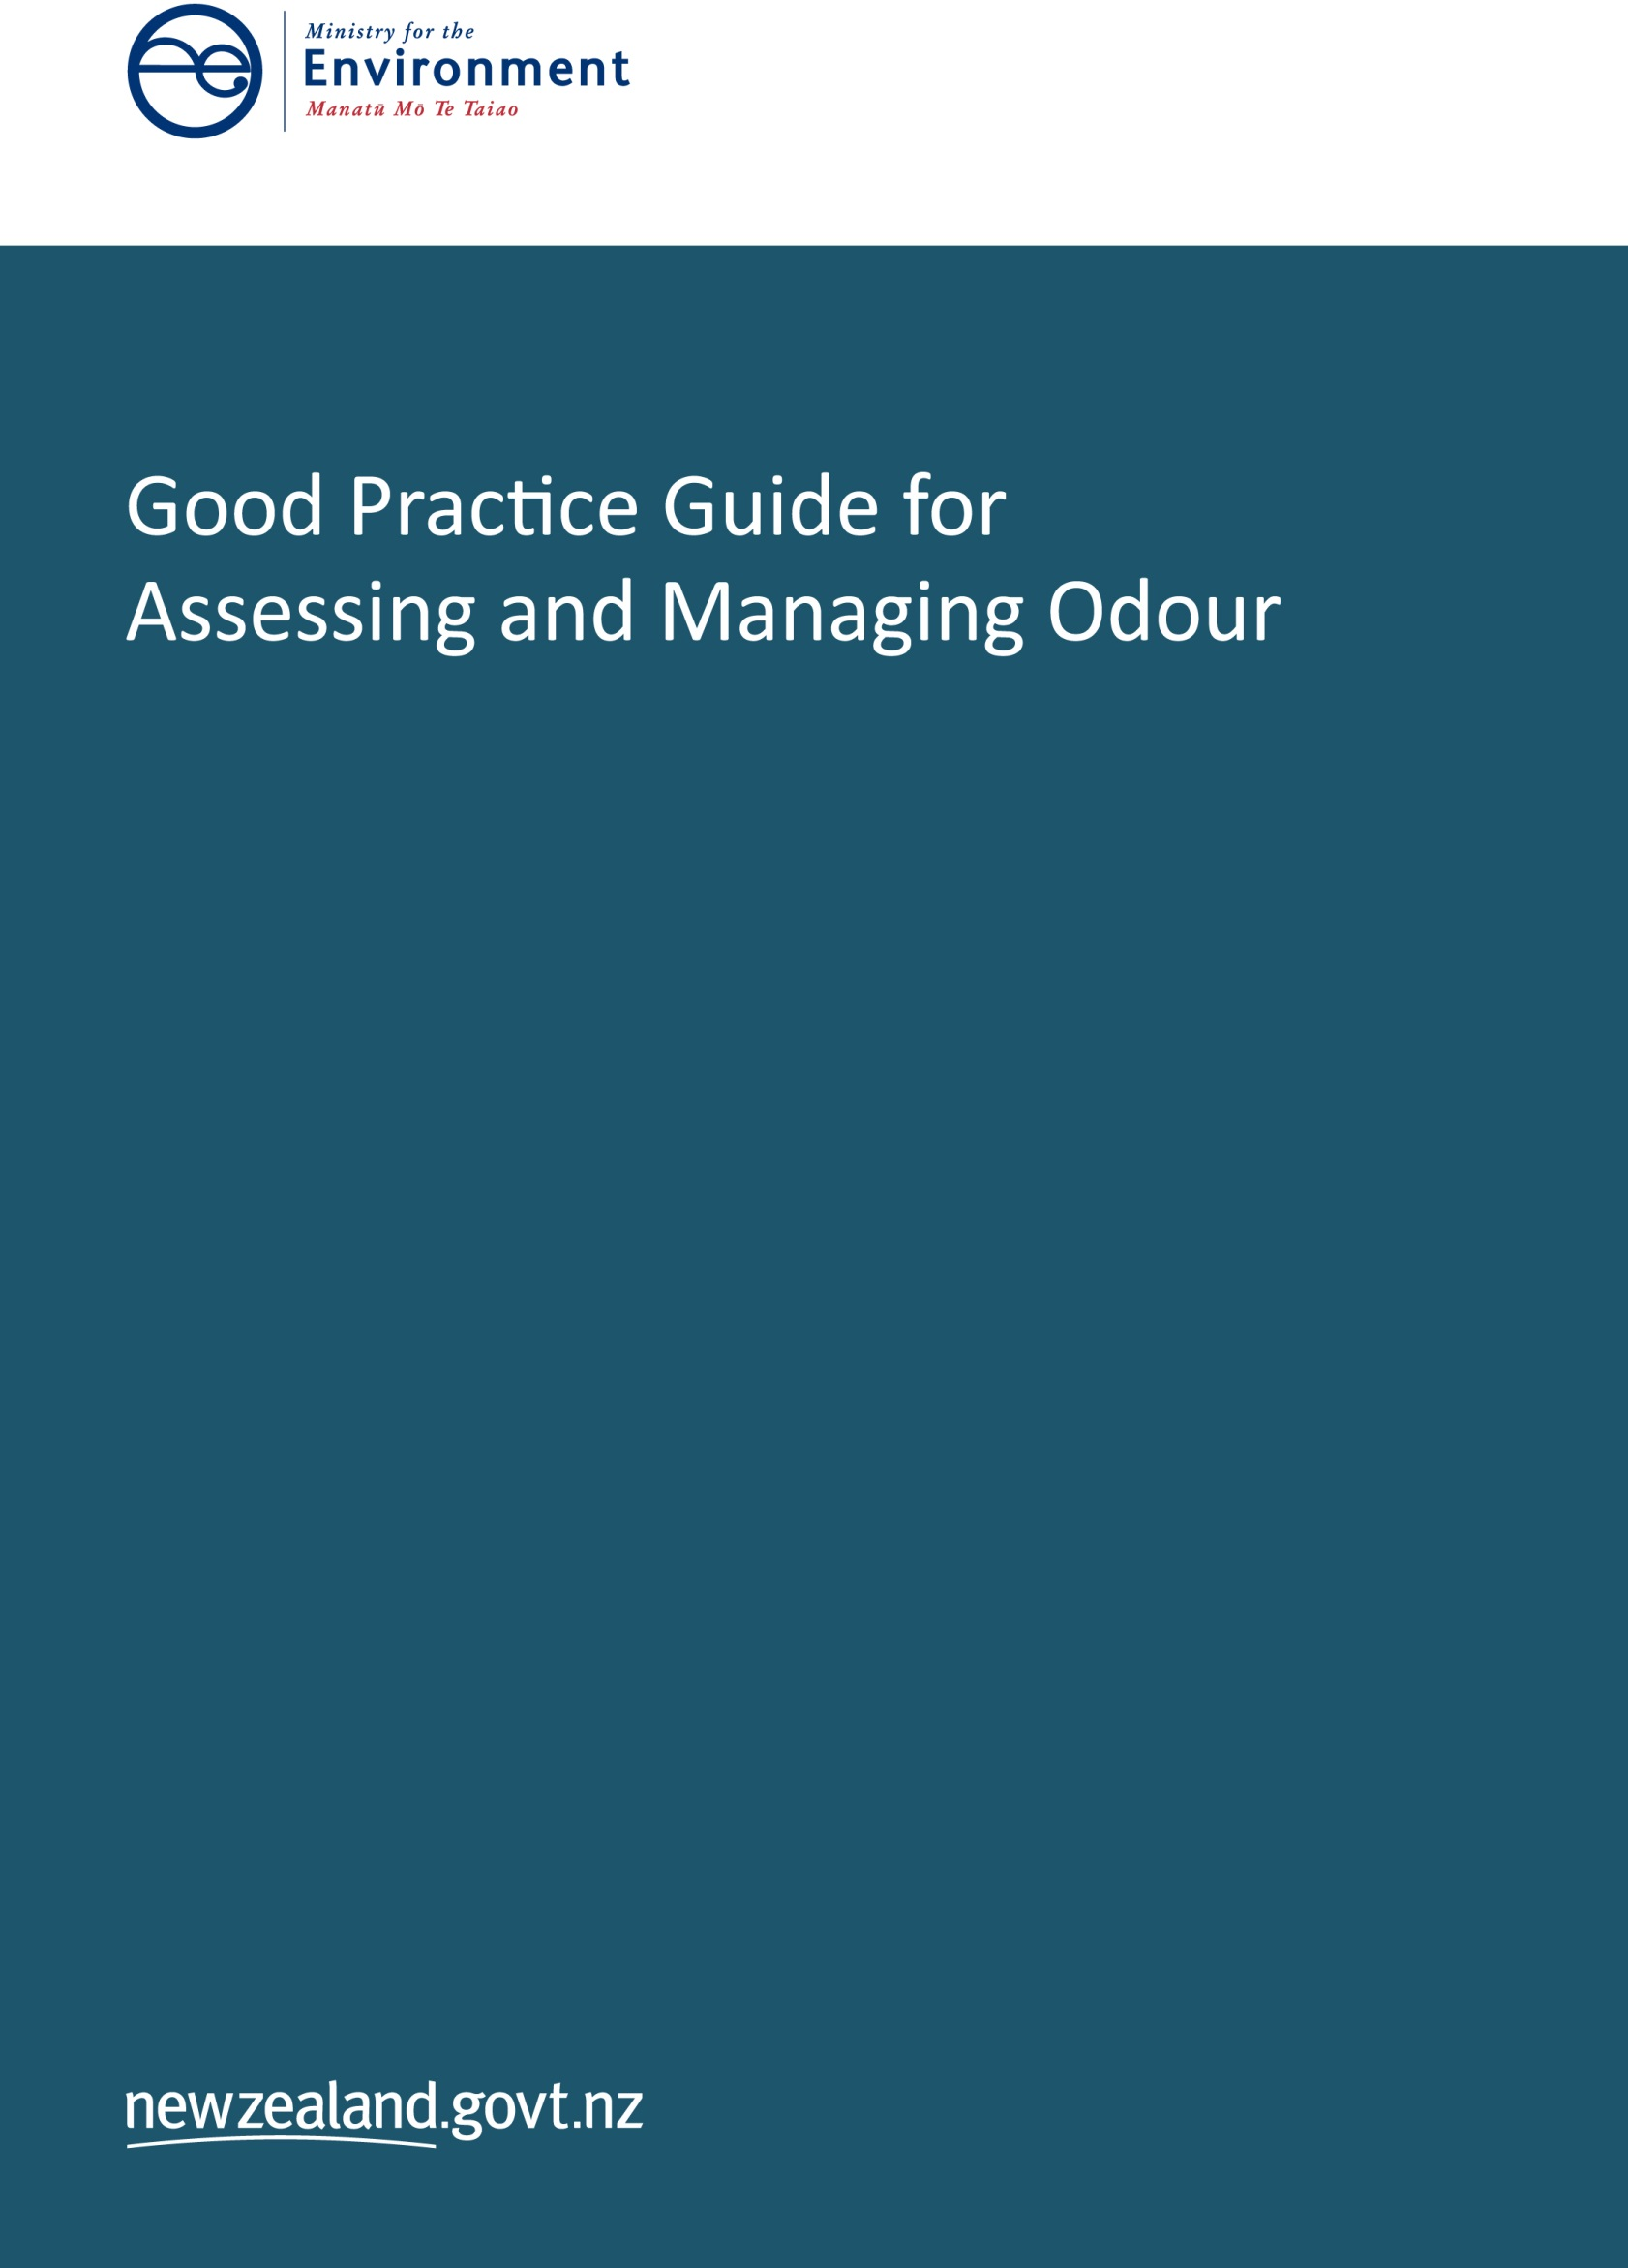 Ministry for the
Environment
Manatū Mō Te Taiao
Good Practice Guide for
Assessing and Managing Odour
newzealand.govt.nz